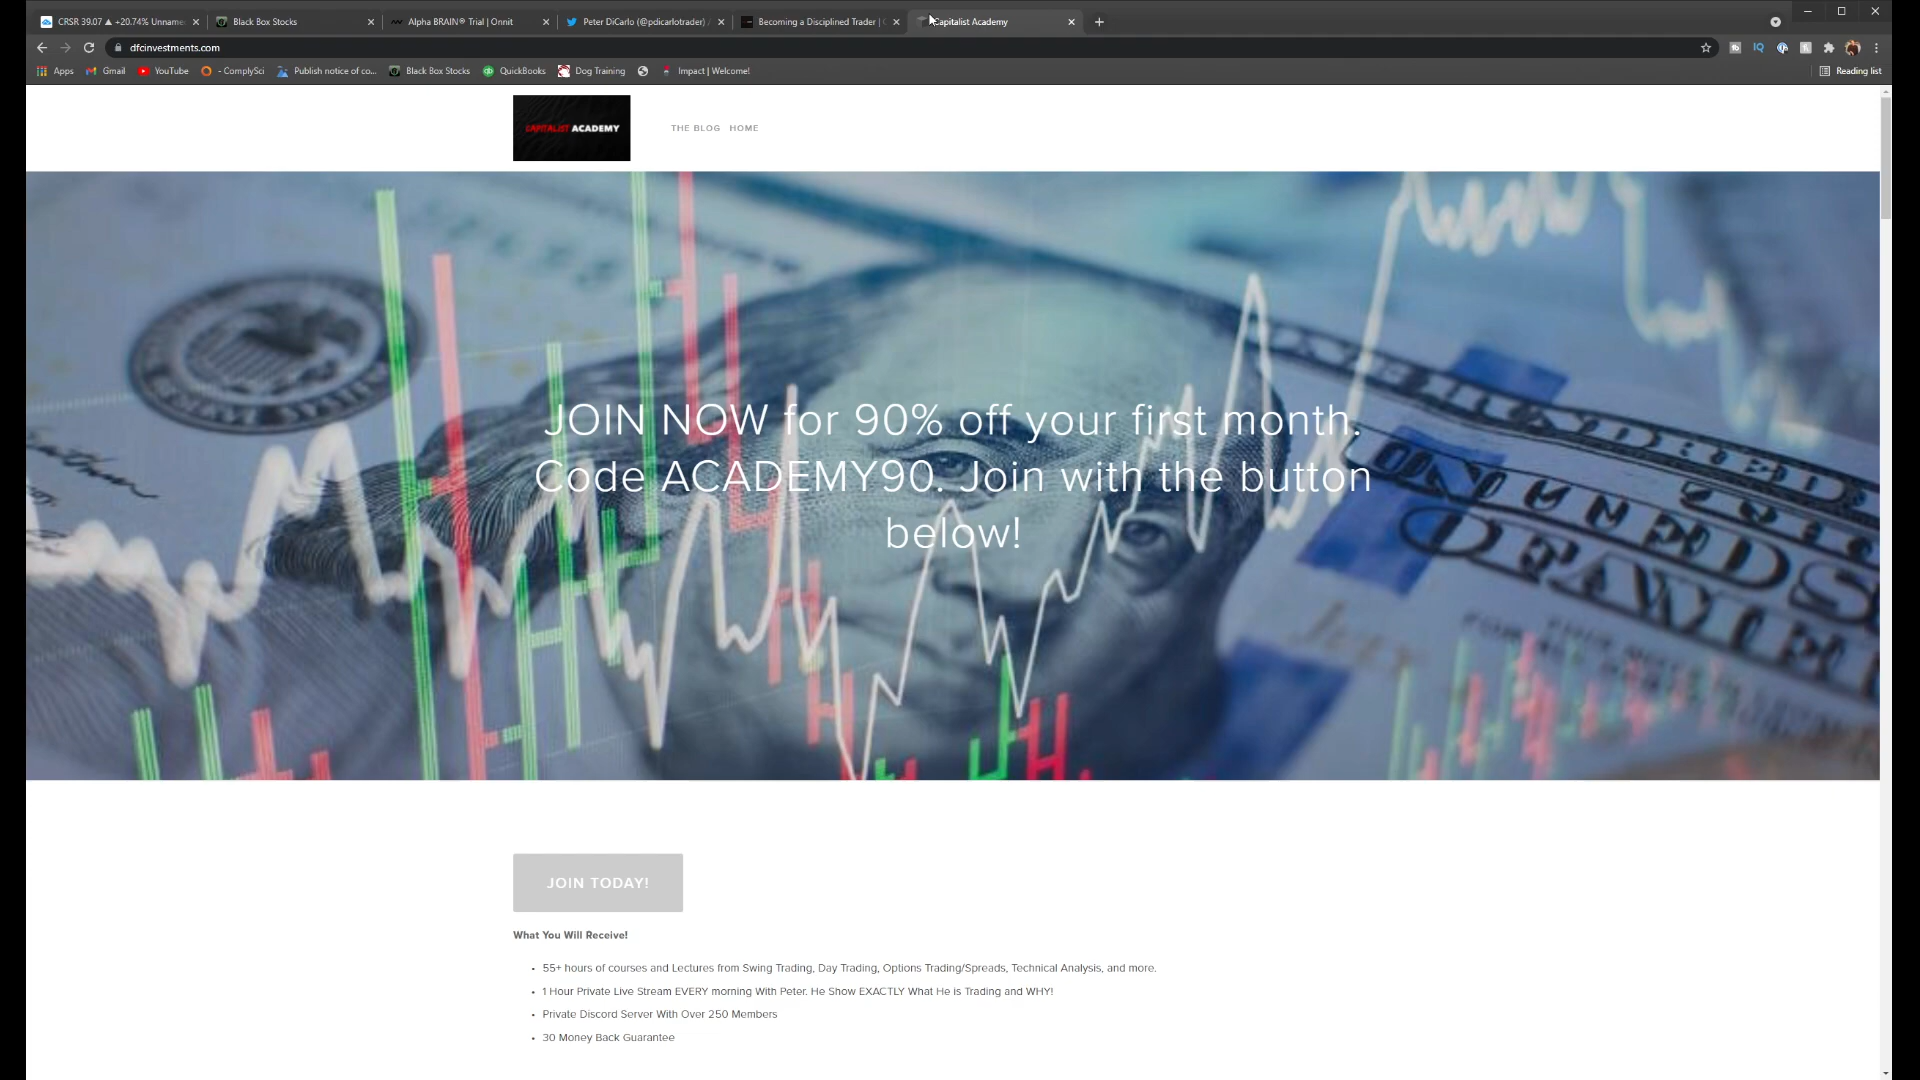 CRSR 39.07 ▲ +20.74% Unname
Black Box Stocks
Alpha BRAIN® Trial | Onnit
Peter DiCarlo (@pdicarlotrader) /
Becoming a Disciplined Trader |
Capitalist Academy
dfcinvestments.com
Apps
Gmail
YouTube
- ComplySci
Publish notice of co...
Black Box Stocks
QuickBooks
Dog Training
Impact | Welcome!
Reading list
CAPITALIST ACADEMY
THE BLOG HOME
JOIN NOW for 90% off your first month.
Code ACADEMY90. Join with the button
below!
JOIN TODAY!
What You Will Receive!
• 55+ hours of courses and Lectures from Swing Trading, Day Trading, Options Trading/Spreads, Technical Analysis, and more.
• 1 Hour Private Live Stream EVERY morning With Peter. He Show EXACTLY What He is Trading and WHY!
• Private Discord Server With Over 250 Members
• 30 Money Back Guarantee